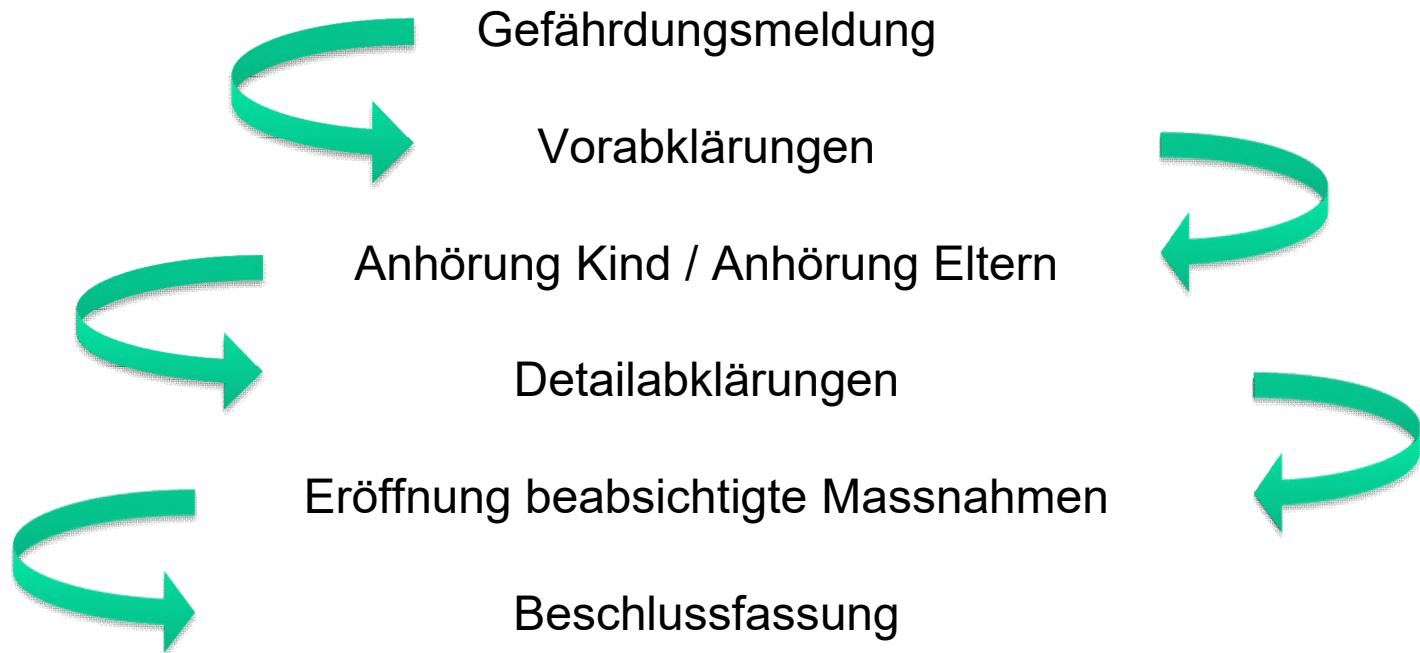 Gefährdungsmeldung
Vorabklärungen
Anhörung Kind / Anhörung Eltern
Detailabklärungen
Eröffnung beabsichtigte Massnahmen
Beschlussfassung